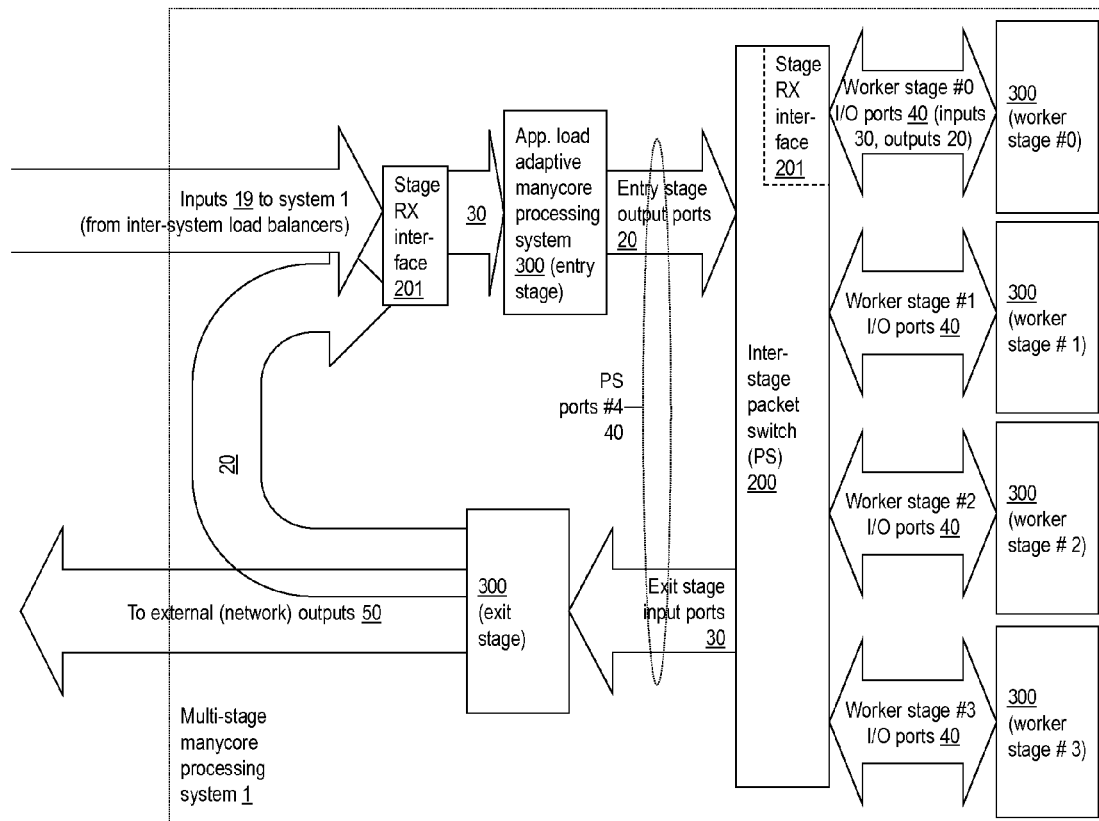 Inputs 19 to system 1
(from inter-system load balancers)
Stage
RX
inter-
face
201
30
App. load
adaptive
manycore
processing
system
300 (entry
stage)
Entry stage
output ports
20
Stage
RX
inter-
face
201
Worker stage #0
I/O ports 40 (inputs
30, outputs 20)
300
(worker
stage #0)
Worker stage #1
I/O ports 40
300
(worker
stage # 1)
PS
ports #4
40
Inter-
stage
packet
switch
(PS)
200
20
Worker stage #2
I/O ports 40
300
(worker
stage # 2)
To external (network) outputs 50
300
(exit
stage)
Exit stage
input ports
30
Worker stage #3
I/O ports 40
300
(worker
stage # 3)
Multi-stage
manycore
processing
system 1